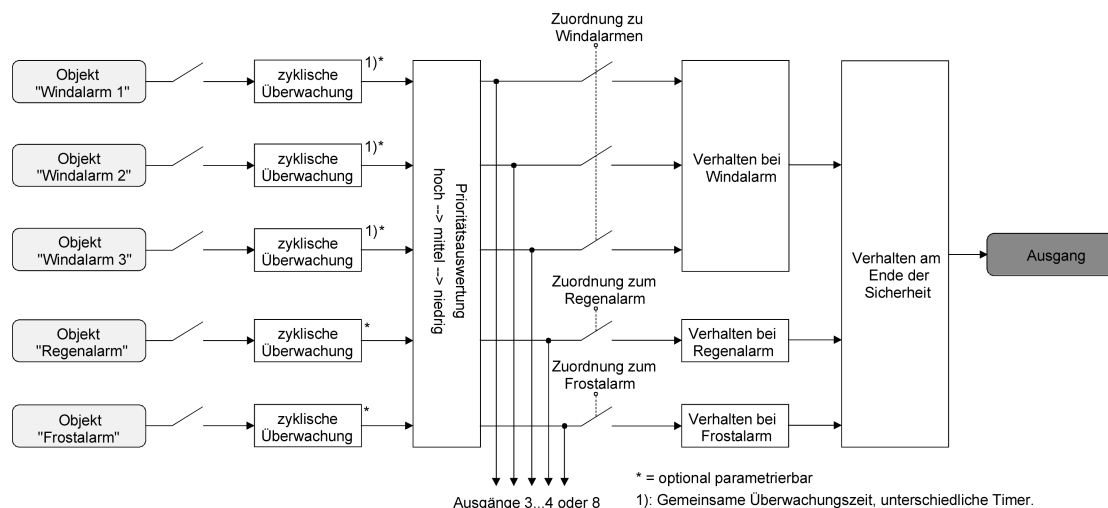 Zuordnung zu
Windalarmen
Objekt
"Windalarm 1"
zyklische
Überwachung
1)*
Objekt
"Windalarm 2"
zyklische
Überwachung
1)*
Objekt
"Windalarm 3"
zyklische
Überwachung
1)*
Objekt
"Regenalarm"
zyklische
Überwachung
*
Objekt
"Frostalarm"
zyklische
Überwachung
*
Prioritätsauswertung
hoch --> mittel --> niedrig
Verhalten bei
Windalarm
Zuordnung zum
Regenalarm
Verhalten bei
Regenalarm
Zuordnung zum
Frostalarm
Verhalten bei
Frostalarm
Verhalten am
Ende der
Sicherheit
Ausgang
* = optional parametrierbar
1): Gemeinsame Überwachungszeit, unterschiedliche Timer.
Ausgänge 3...4 oder 8